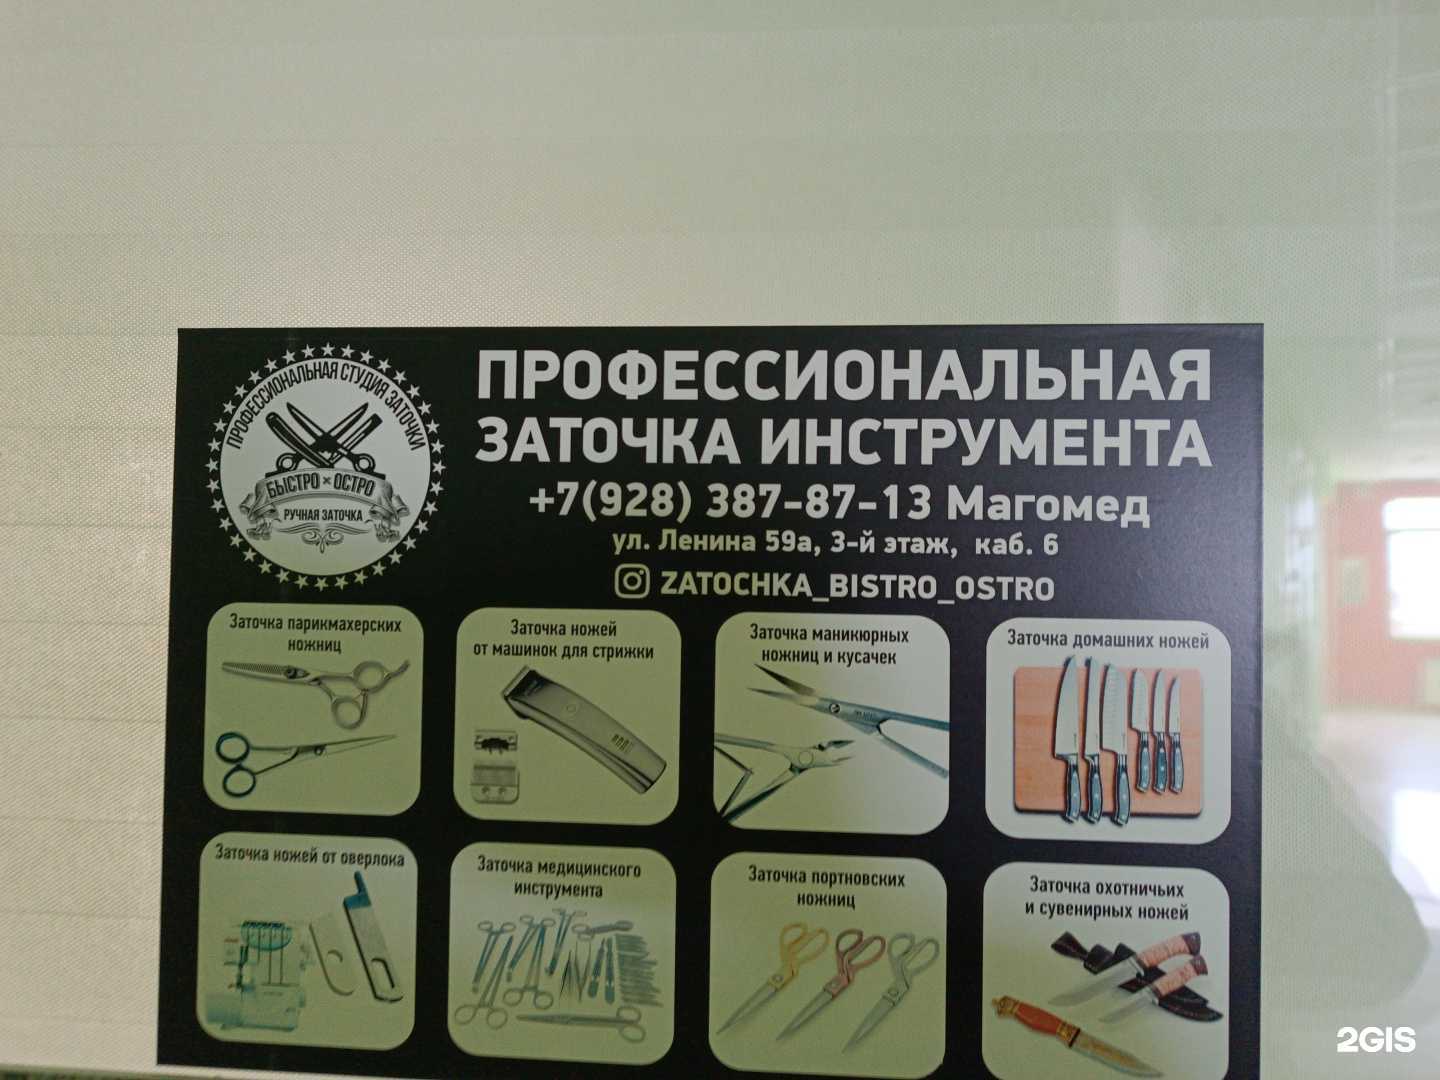 ПРОФЕССИОНАЛЬНАЯ СТУДИЯ ЗАТОЧКИ
БЫСТРО × ОСТРО
РУЧНАЯ ЗАТОЧКА
ПРОФЕССИОНАЛЬНАЯ
ЗАТОЧКА ИНСТРУМЕНТА
+7(928) 387-87-13 Магомед
ул. Ленина 59а, 3-й этаж, каб. 6
ZATOCHKA_BISTRO_OSTRO
Заточка парикмахерских
ножниц
Заточка ножей
от машинок для стрижки
Заточка маникюрных
ножниц и кусачек
Заточка домашних ножей
Заточка ножей от оверлока
Заточка медицинского
инструмента
Заточка портновских
ножниц
Заточка охотничьих
и сувенирных ножей
2GIS